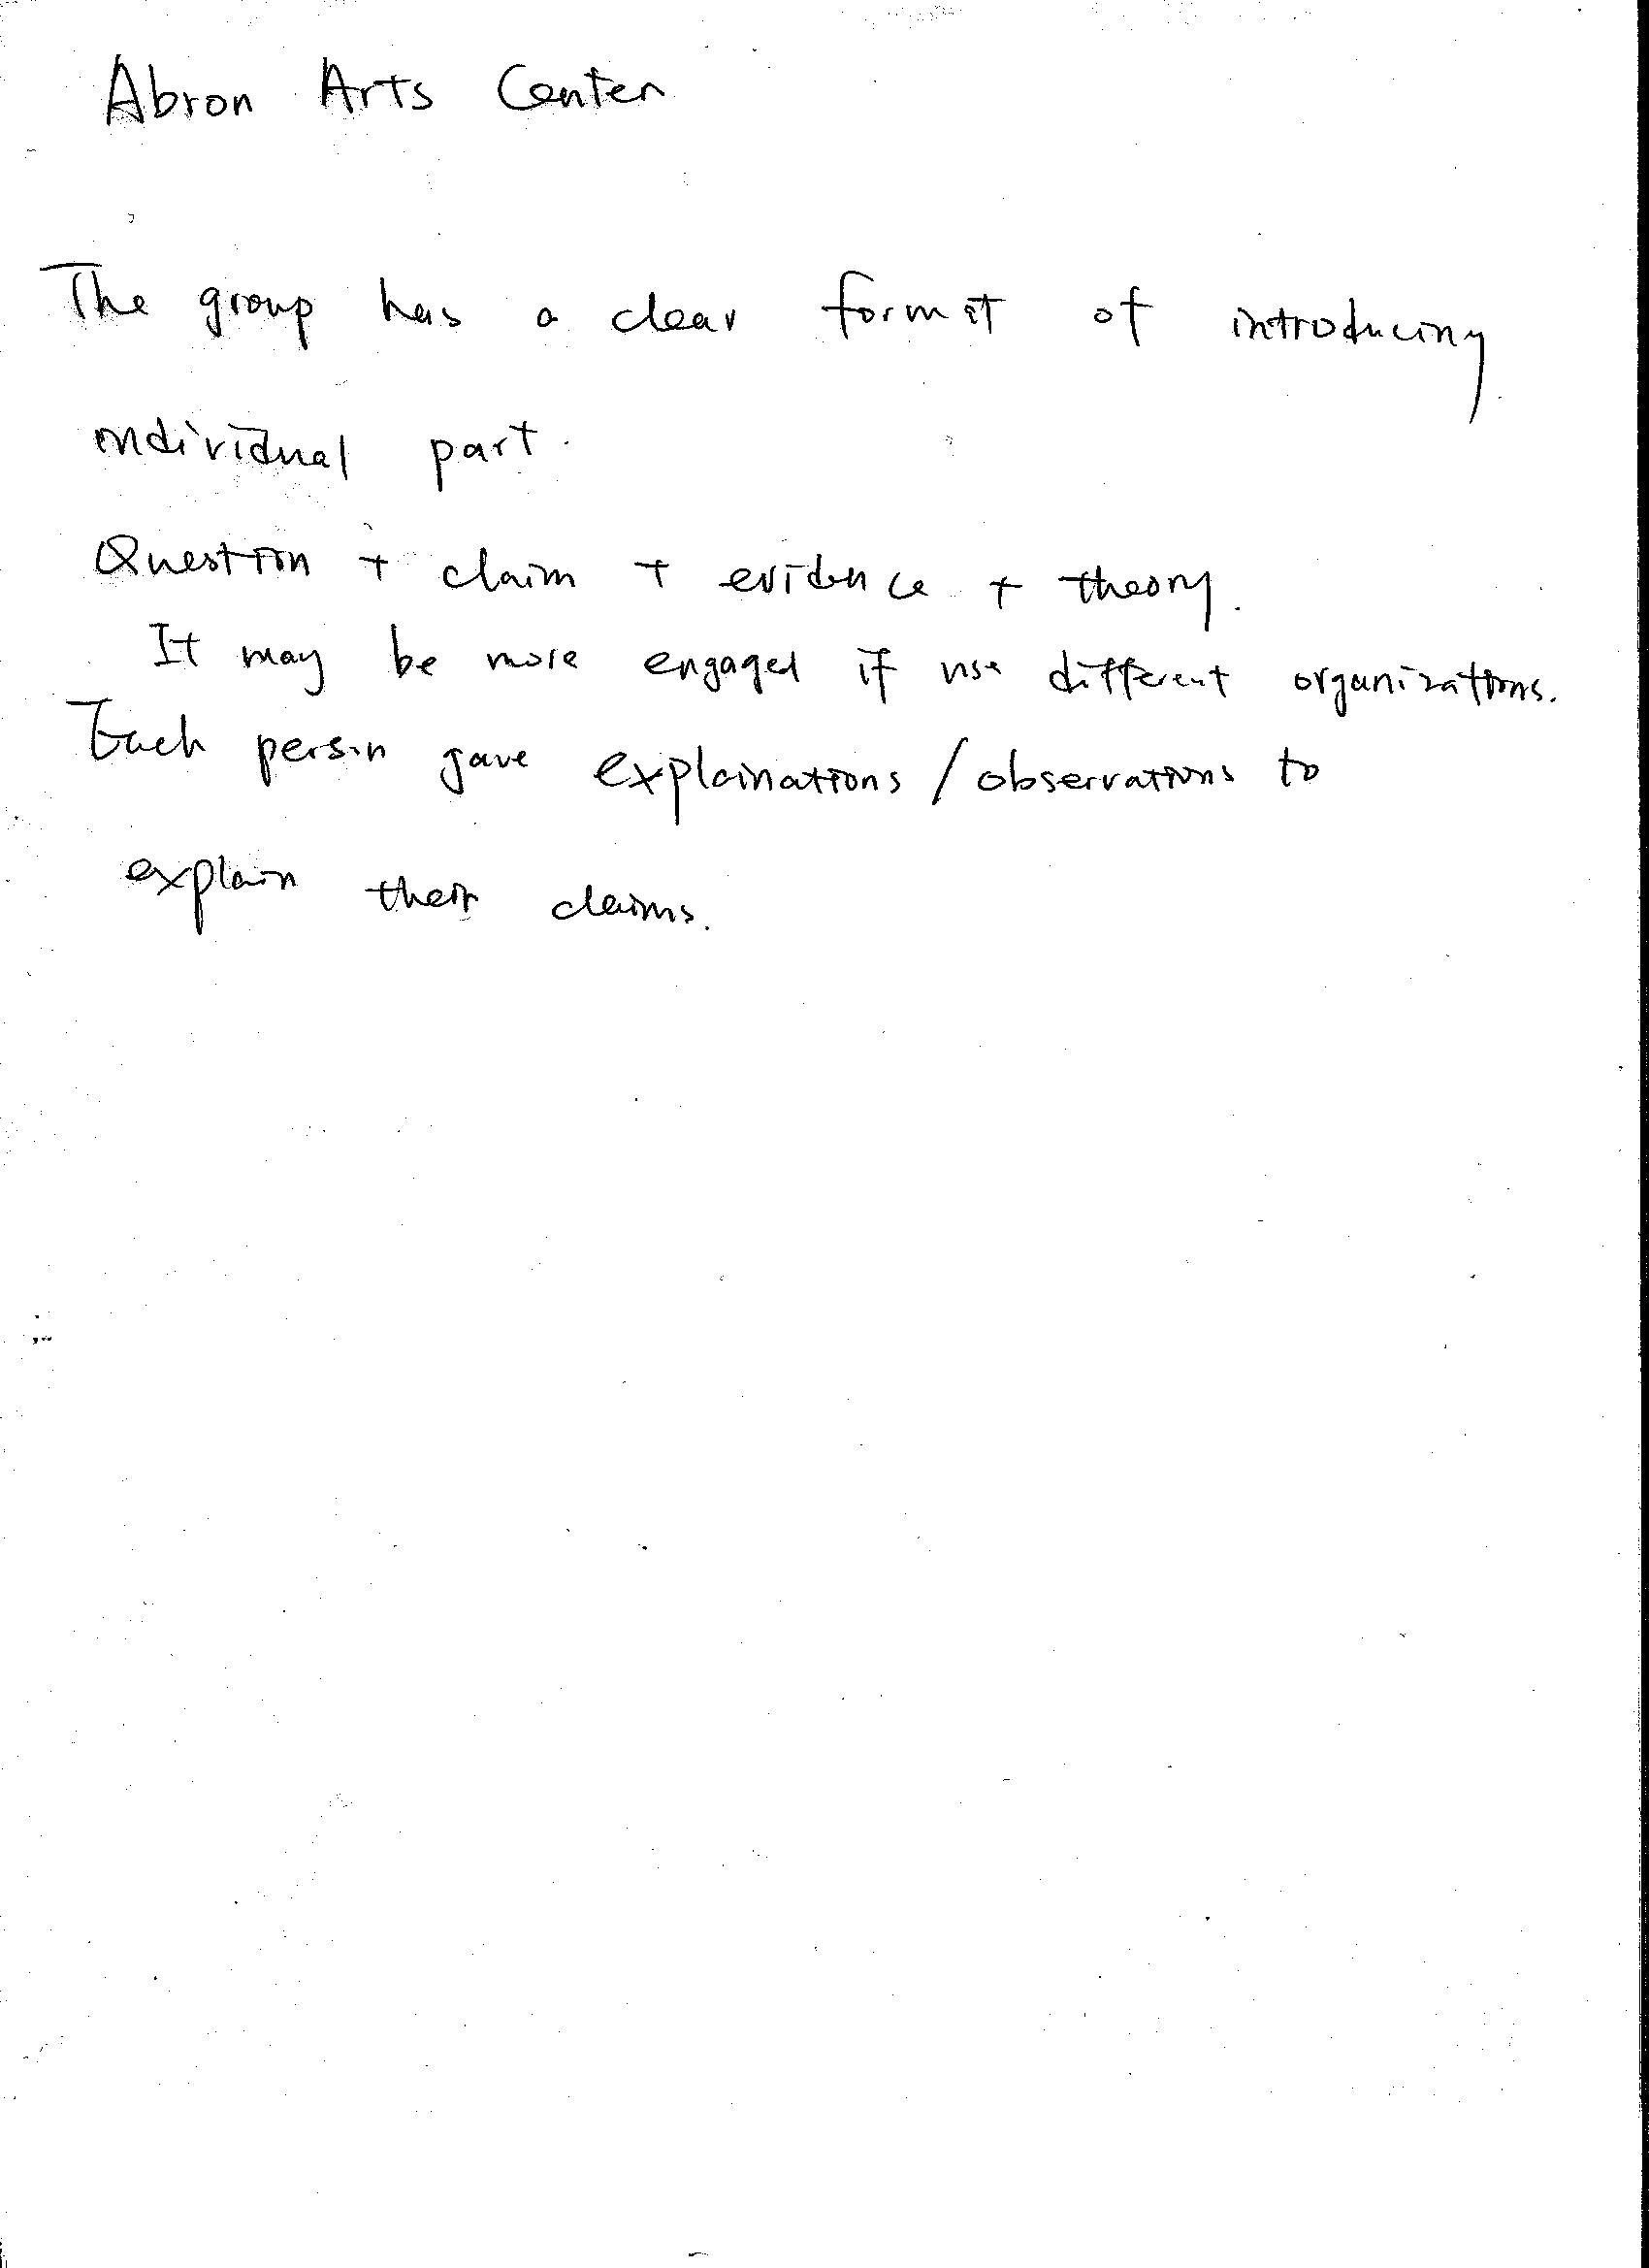 Abron Arts Center
The group has a clear format of introducing
individual part.
Question + claim + evidence + theory.
It may be more engaged if use different organizations.
Each person gave explainations / observations to
explain their claims.